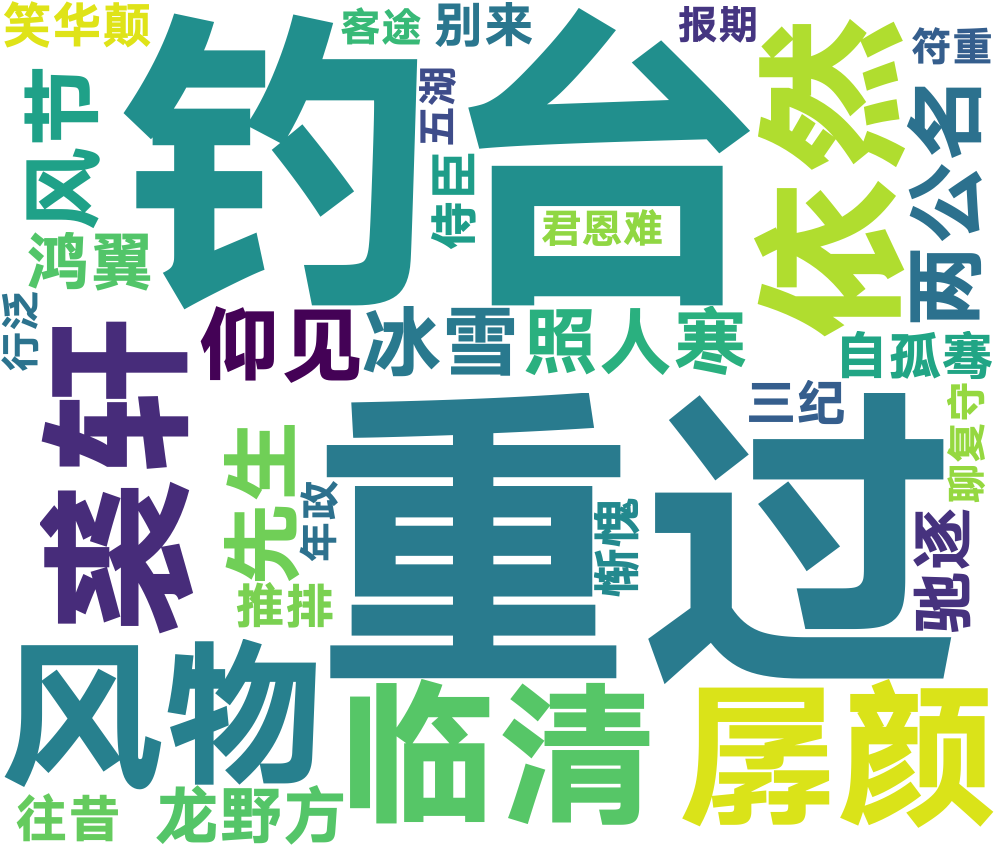 笑华颠
客途
别来
报期
符重
钓台
依然
风节
五湖
侍臣
两公名
君恩难
鸿翼
行泛
裘轩
仰见
冰雪
照人寒
自孤骞
三纪
聊复守
重过
先生
年政
惭愧
驰逐
推排
风物
临清
孱颜
往昔
龙野方